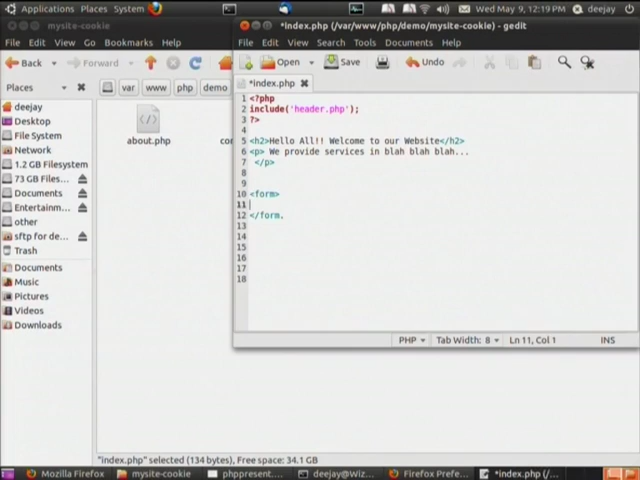 Applications Places System Wed May 9, 12:19 PM deejay
mysite-cookie
*index.php (/var/www/php/demo/mysite-cookie) - gedit
File Edit View Go Bookmarks Help
File Edit View Search Tools Documents Help
Back Forward
Open Save Undo
Places var www php demo
*index.php
deejay
Desktop
File System
Network
1.2 GB Filesystem
73 GB Files...
Documents
Entertainm...
other
sftp for de...
Trash
Documents
Music
Pictures
Videos
Downloads
about.php
1 <?php
2 include('header.php');
3 ?>
4
5 <h2>Hello All!! Welcome to our Website</h2>
6 <p> We provide services in blah blah blah...
7 </p>
8
9
10 <form>
11
12 </form.
13
14
15
16
17
18
PHP Tab Width: 8 Ln 11, Col 1 INS
"index.php" selected (134 bytes), Free space: 34.1 GB
Mozilla Firefox mysite-cookie phppresent... deejay@Wiz... Firefox Prefe... *index.php (/...